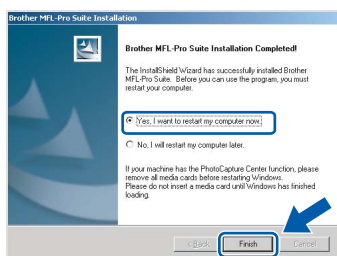 Brother MFL-Pro Suite Installation
Brother MFL-Pro Suite Installation Completed!
The InstallShield Wizard has successfully installed Brother
MFL-Pro Suite. Before you can use the program, you must
restart your computer.
Yes, I want to restart my computer now.
No, I will restart my computer later.
If your machine has the PhotoCapture Center function, please
remove all media cards before restarting Windows.
Please do not insert a media card until Windows has finished
loading.
< Back
Finish
Cancel